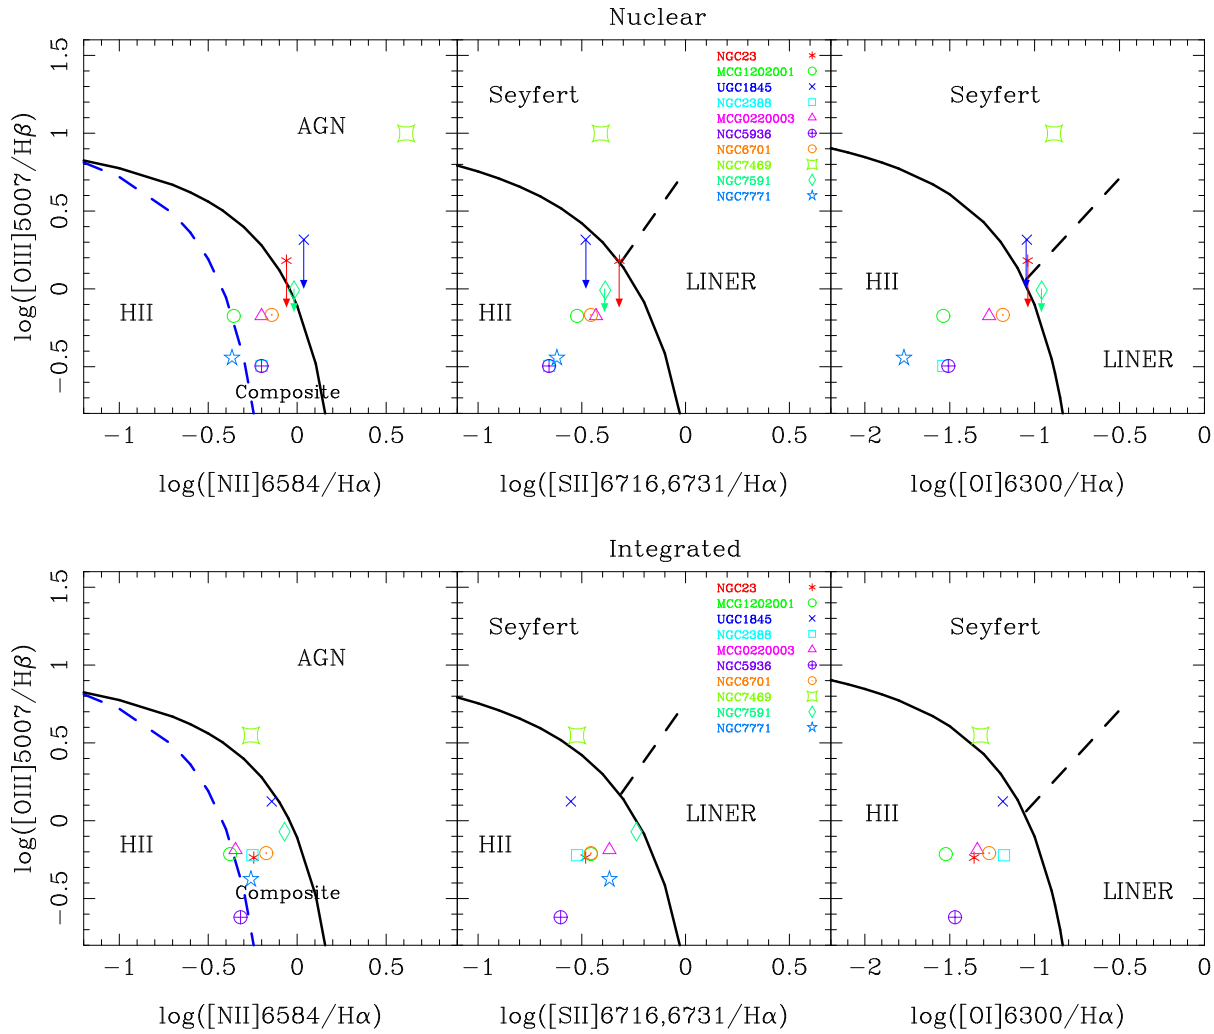 Nuclear
log([OIII]5007/Hβ)
1.5
1
0.5
0
−0.5
AGN
HII
Composite
−1 −0.5 0 0.5
log([NII]6584/Hα)
Seyfert
HII
LINER
NGC23
MCG1202001
UGC1845
NGC2388
MCG0220003
NGC5936
NGC6701
NGC7469
NGC7591
NGC7771
−1 −0.5 0 0.5
log([SII]6716,6731/Hα)
Seyfert
HII
LINER
−2 −1.5 −1 −0.5 0
log([OI]6300/Hα)
Integrated
log([OIII]5007/Hβ)
1.5
1
0.5
0
−0.5
AGN
HII
Composite
−1 −0.5 0 0.5
log([NII]6584/Hα)
Seyfert
HII
LINER
NGC23
MCG1202001
UGC1845
NGC2388
MCG0220003
NGC5936
NGC6701
NGC7469
NGC7591
NGC7771
−1 −0.5 0 0.5
log([SII]6716,6731/Hα)
Seyfert
HII
LINER
−2 −1.5 −1 −0.5 0
log([OI]6300/Hα)